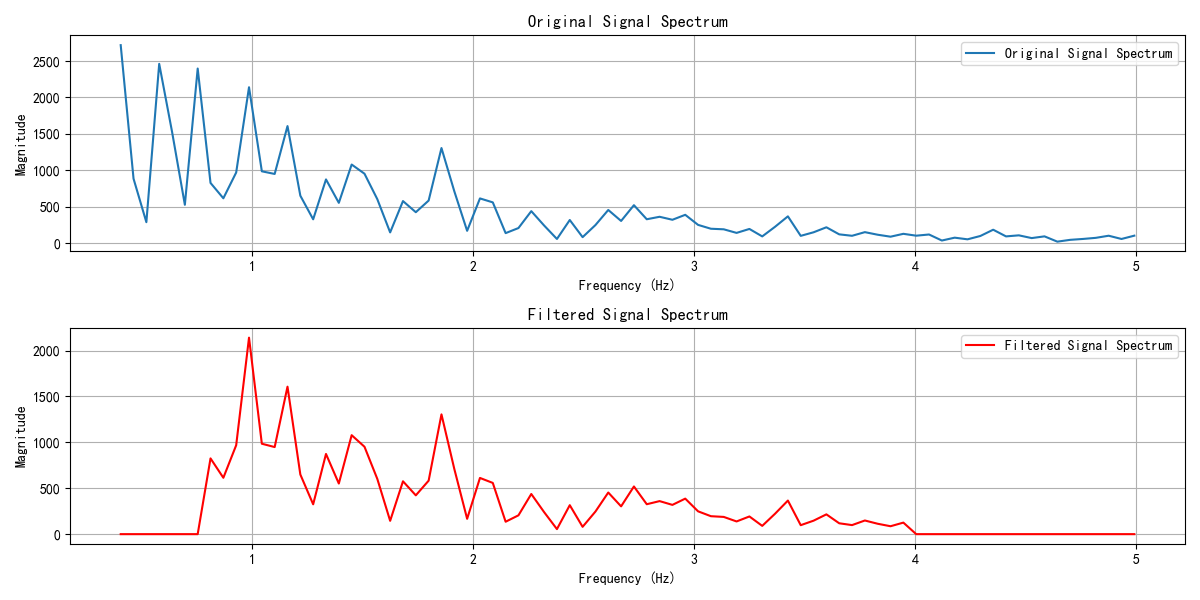 Original Signal Spectrum
Original Signal Spectrum
Magnitude
2500
2000
1500
1000
500
0
1 2 3 4 5
Frequency (Hz)
Filtered Signal Spectrum
Filtered Signal Spectrum
Magnitude
2000
1500
1000
500
0
1 2 3 4 5
Frequency (Hz)